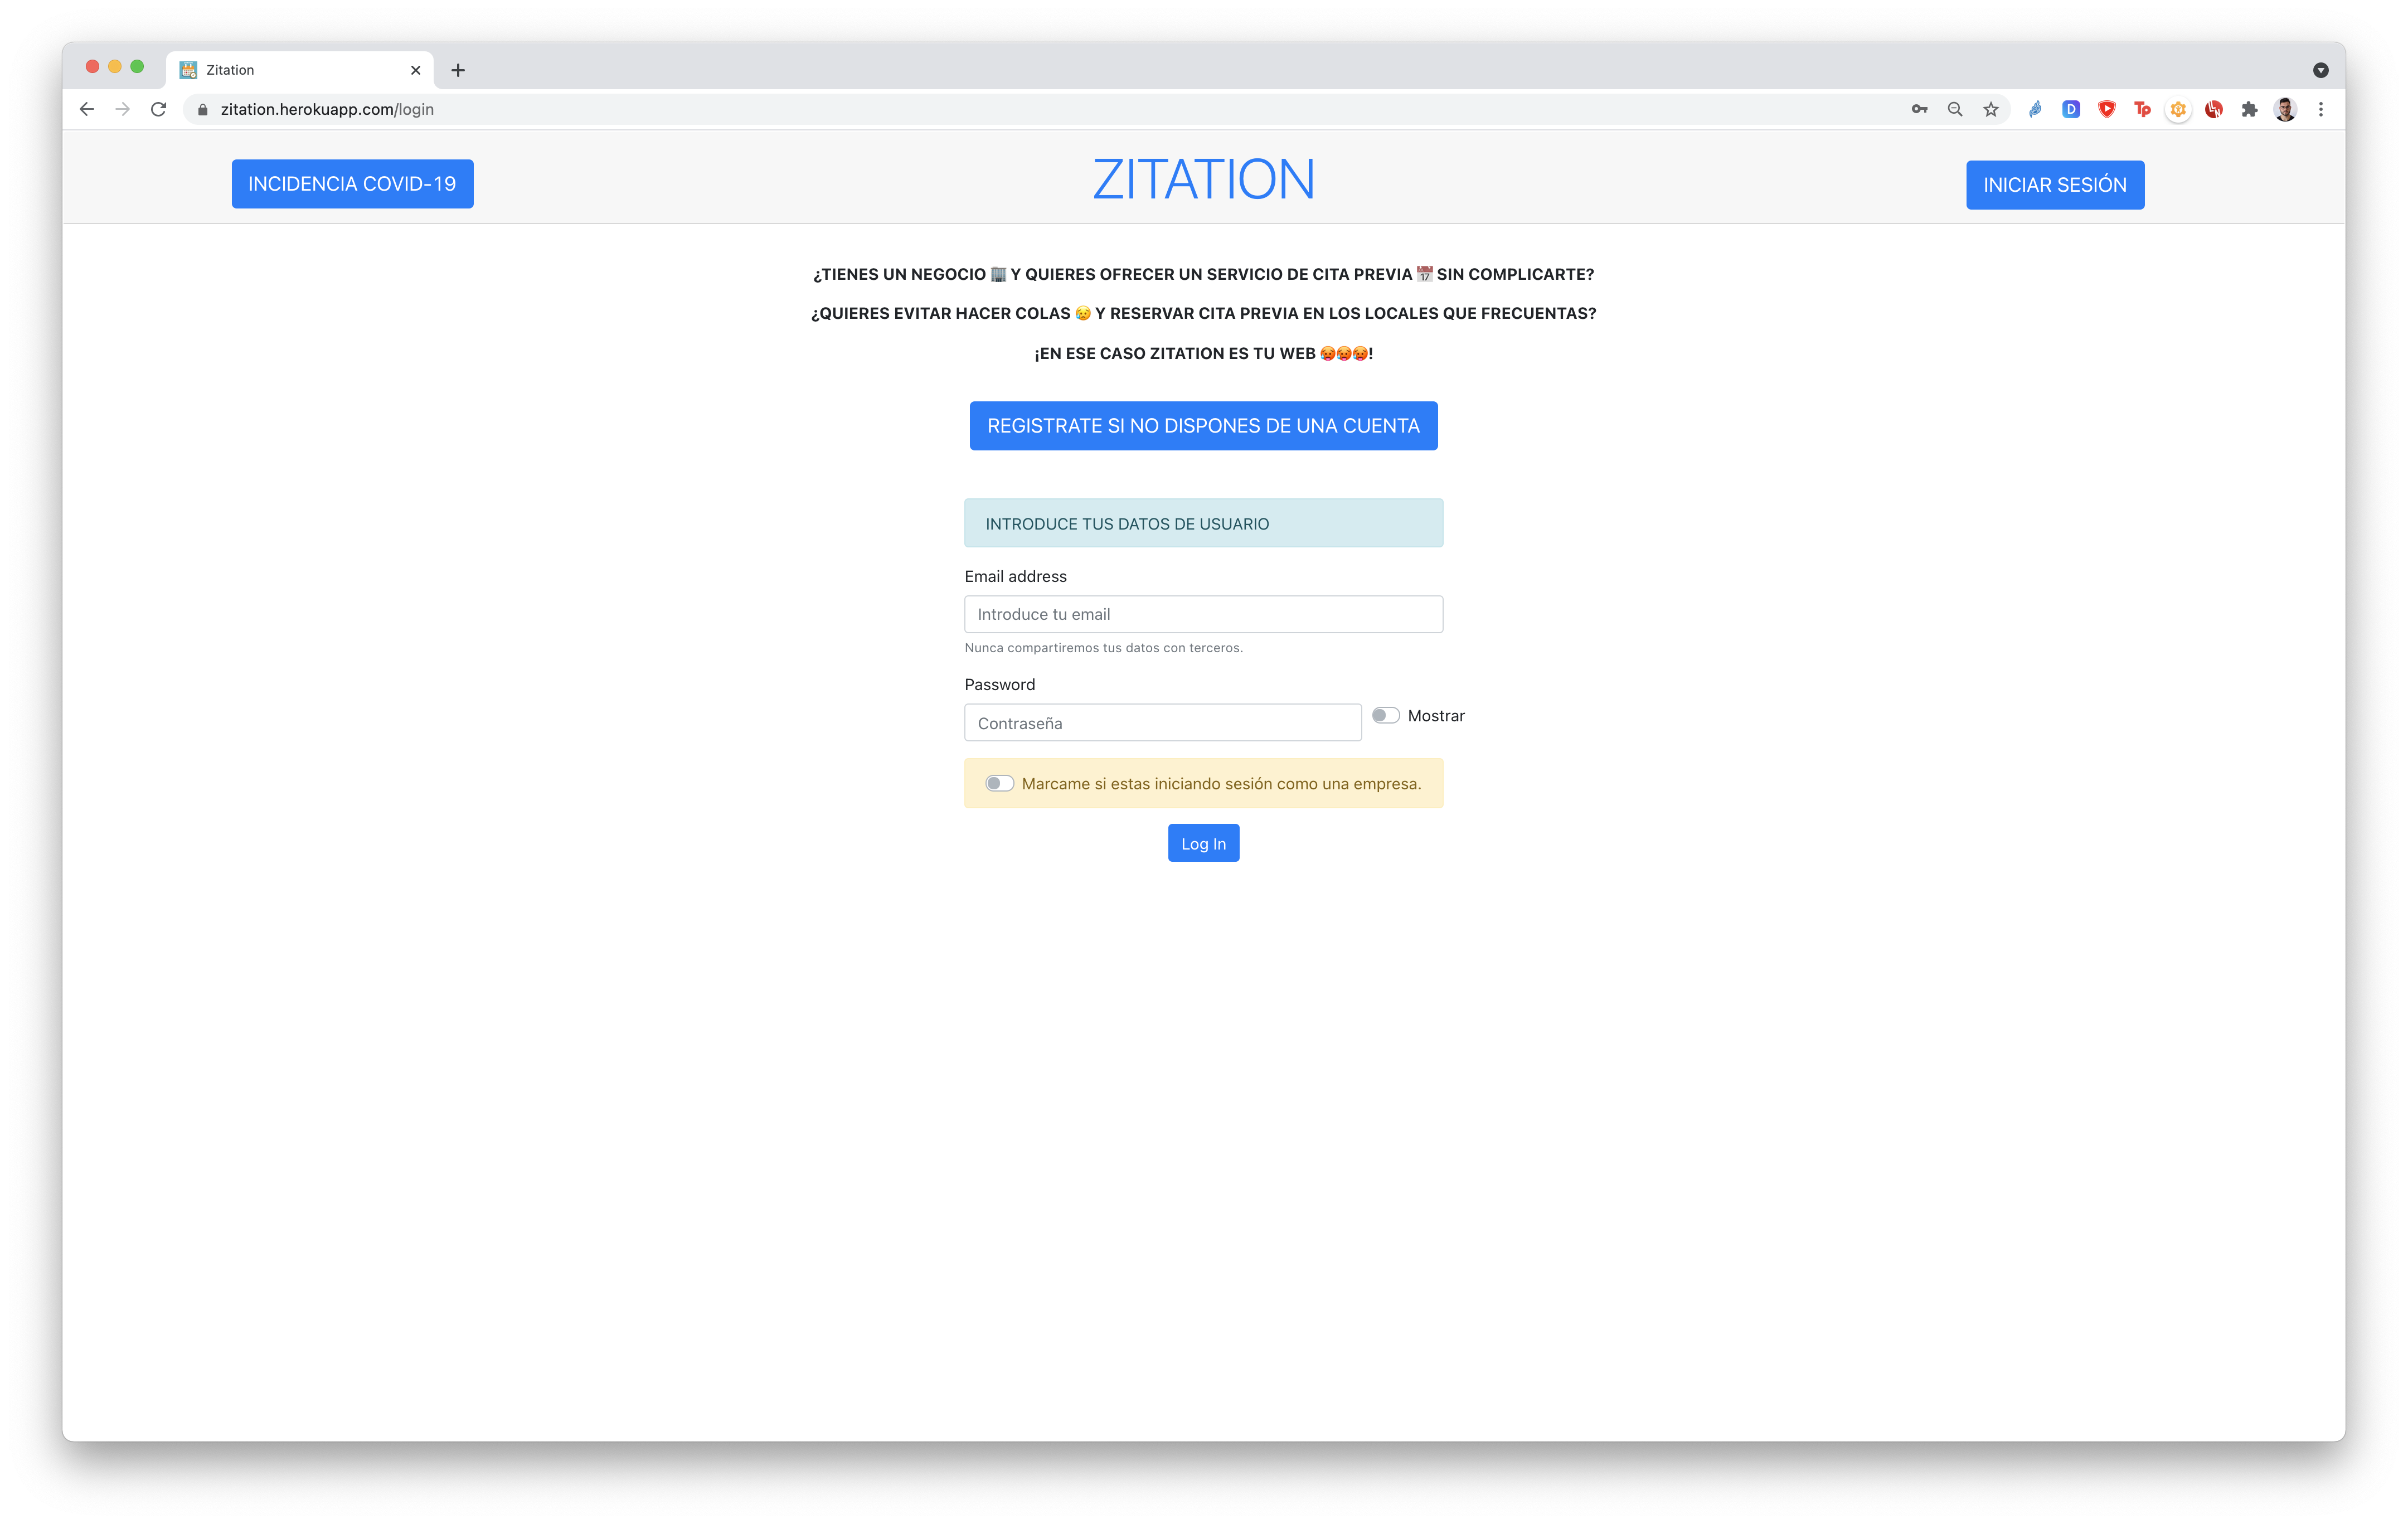 Zitation
zitation.herokuapp.com/login
INCIDENCIA COVID-19
ZITATION
INICIAR SESIÓN
¿TIENES UN NEGOCIO 🏢 Y QUIERES OFRECER UN SERVICIO DE CITA PREVIA 📅 SIN COMPLICARTE?
¿QUIERES EVITAR HACER COLAS 😥 Y RESERVAR CITA PREVIA EN LOS LOCALES QUE FRECUENTAS?
¡EN ESE CASO ZITATION ES TU WEB 🥵🥵🥵!
REGISTRATE SI NO DISPONES DE UNA CUENTA
INTRODUCE TUS DATOS DE USUARIO
Email address
Introduce tu email
Nunca compartiremos tus datos con terceros.
Password
Contraseña
Mostrar
Marcame si estas iniciando sesión como una empresa.
Log In